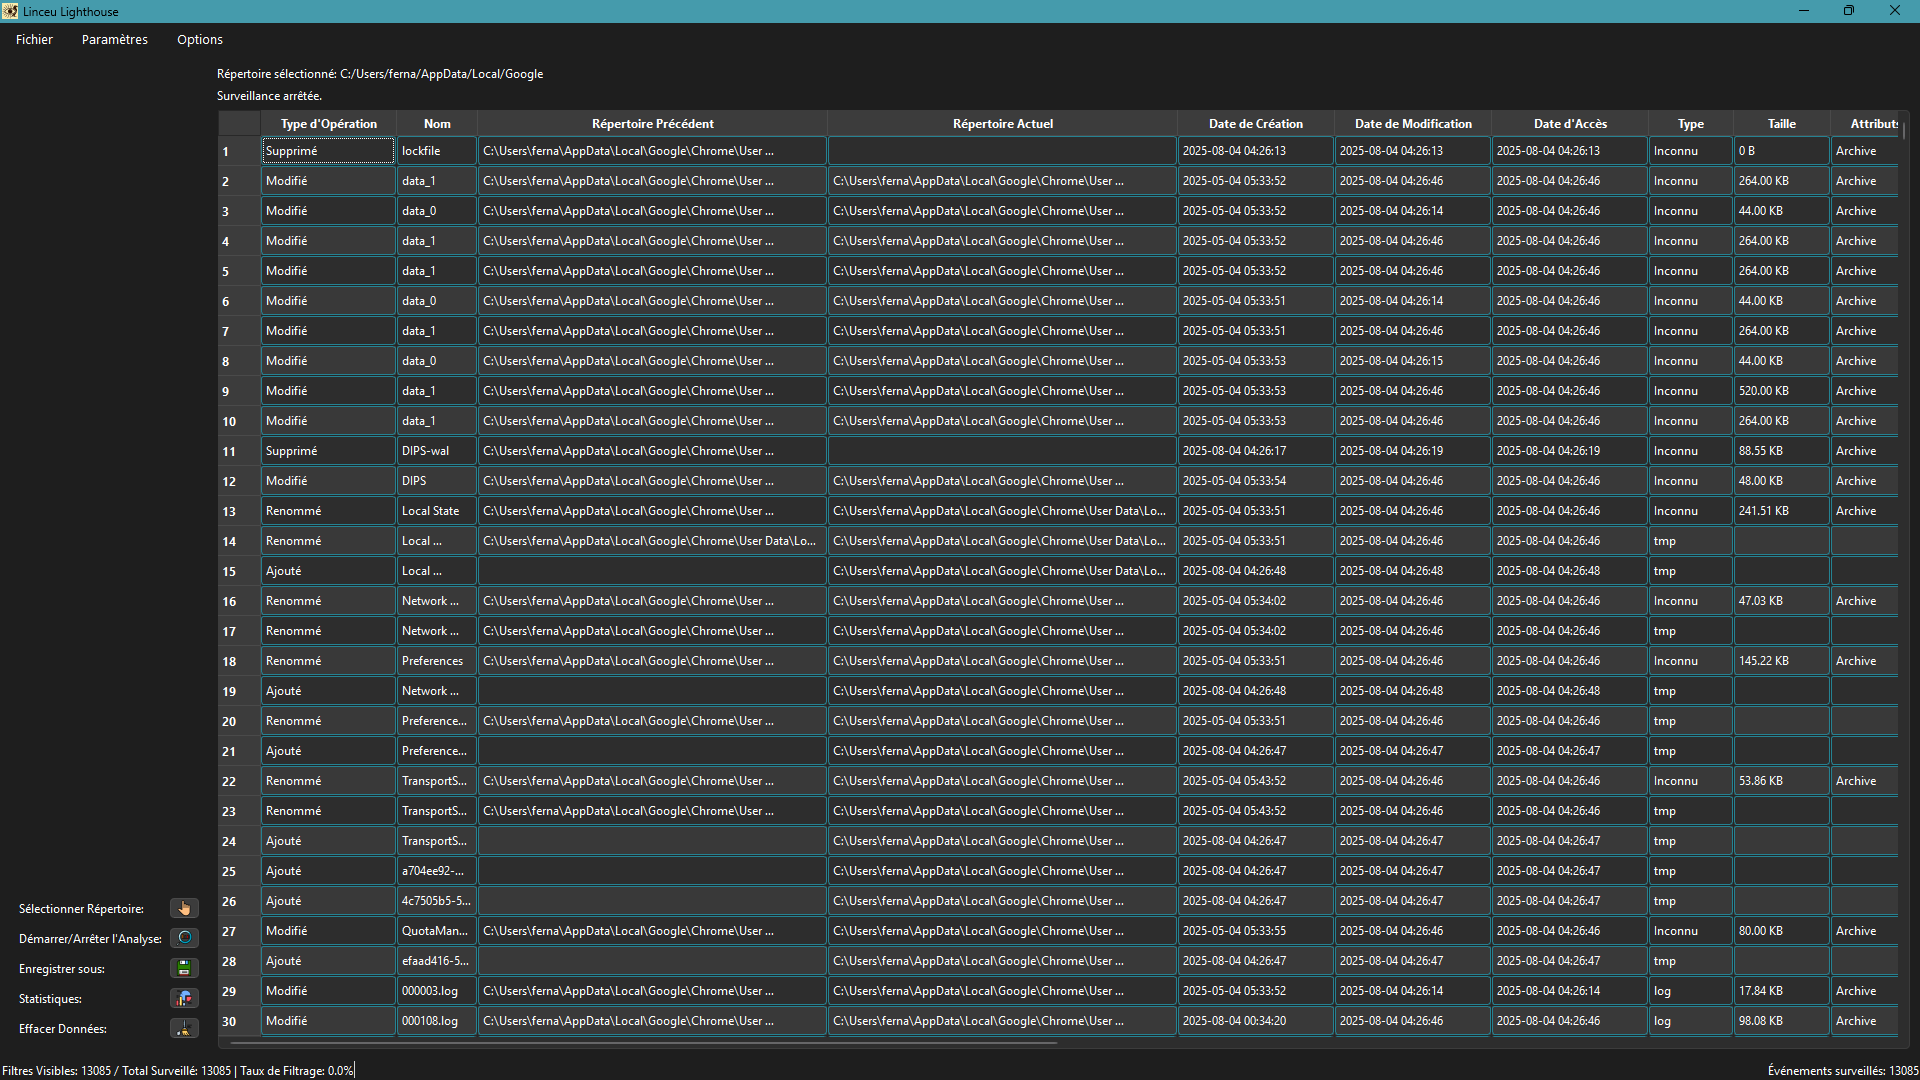 Linceu Lighthouse
Fichier Paramètres Options
Répertoire sélectionné: C:/Users/ferna/AppData/Local/Google
Surveillance arrêtée.
Type d'Opération Nom Répertoire Précédent Répertoire Actuel Date de Création Date de Modification Date d'Accès Type Taille Attributs
1 Supprimé lockfile C:\Users\ferna\AppData\Local\Google\Chrome\User ... 2025-08-04 04:26:13 2025-08-04 04:26:13 2025-08-04 04:26:13 Inconnu 0 B Archive
2 Modifié data_1 C:\Users\ferna\AppData\Local\Google\Chrome\User ... C:\Users\ferna\AppData\Local\Google\Chrome\User ... 2025-05-04 05:33:52 2025-08-04 04:26:46 2025-08-04 04:26:46 Inconnu 264.00 KB Archive
3 Modifié data_0 C:\Users\ferna\AppData\Local\Google\Chrome\User ... C:\Users\ferna\AppData\Local\Google\Chrome\User ... 2025-05-04 05:33:52 2025-08-04 04:26:14 2025-08-04 04:26:46 Inconnu 44.00 KB Archive
4 Modifié data_1 C:\Users\ferna\AppData\Local\Google\Chrome\User ... C:\Users\ferna\AppData\Local\Google\Chrome\User ... 2025-05-04 05:33:52 2025-08-04 04:26:46 2025-08-04 04:26:46 Inconnu 264.00 KB Archive
5 Modifié data_1 C:\Users\ferna\AppData\Local\Google\Chrome\User ... C:\Users\ferna\AppData\Local\Google\Chrome\User ... 2025-05-04 05:33:52 2025-08-04 04:26:46 2025-08-04 04:26:46 Inconnu 264.00 KB Archive
6 Modifié data_0 C:\Users\ferna\AppData\Local\Google\Chrome\User ... C:\Users\ferna\AppData\Local\Google\Chrome\User ... 2025-05-04 05:33:51 2025-08-04 04:26:14 2025-08-04 04:26:46 Inconnu 44.00 KB Archive
7 Modifié data_1 C:\Users\ferna\AppData\Local\Google\Chrome\User ... C:\Users\ferna\AppData\Local\Google\Chrome\User ... 2025-05-04 05:33:51 2025-08-04 04:26:46 2025-08-04 04:26:46 Inconnu 264.00 KB Archive
8 Modifié data_0 C:\Users\ferna\AppData\Local\Google\Chrome\User ... C:\Users\ferna\AppData\Local\Google\Chrome\User ... 2025-05-04 05:33:53 2025-08-04 04:26:15 2025-08-04 04:26:46 Inconnu 44.00 KB Archive
9 Modifié data_1 C:\Users\ferna\AppData\Local\Google\Chrome\User ... C:\Users\ferna\AppData\Local\Google\Chrome\User ... 2025-05-04 05:33:53 2025-08-04 04:26:46 2025-08-04 04:26:46 Inconnu 520.00 KB Archive
10 Modifié data_1 C:\Users\ferna\AppData\Local\Google\Chrome\User ... C:\Users\ferna\AppData\Local\Google\Chrome\User ... 2025-05-04 05:33:53 2025-08-04 04:26:46 2025-08-04 04:26:46 Inconnu 264.00 KB Archive
11 Supprimé DIPS-wal C:\Users\ferna\AppData\Local\Google\Chrome\User ... 2025-08-04 04:26:17 2025-08-04 04:26:19 2025-08-04 04:26:19 Inconnu 88.55 KB Archive
12 Modifié DIPS C:\Users\ferna\AppData\Local\Google\Chrome\User ... C:\Users\ferna\AppData\Local\Google\Chrome\User ... 2025-05-04 05:33:54 2025-08-04 04:26:46 2025-08-04 04:26:46 Inconnu 48.00 KB Archive
13 Renommé Local State C:\Users\ferna\AppData\Local\Google\Chrome\User ... C:\Users\ferna\AppData\Local\Google\Chrome\User Data\Lo... 2025-05-04 05:33:51 2025-08-04 04:26:46 2025-08-04 04:26:46 Inconnu 241.51 KB Archive
14 Renommé Local ... C:\Users\ferna\AppData\Local\Google\Chrome\User Data\Lo... C:\Users\ferna\AppData\Local\Google\Chrome\User Data\Lo... 2025-05-04 05:33:51 2025-08-04 04:26:46 2025-08-04 04:26:46 tmp
15 Ajouté Local ... C:\Users\ferna\AppData\Local\Google\Chrome\User Data\Lo... 2025-08-04 04:26:48 2025-08-04 04:26:48 2025-08-04 04:26:48 tmp
16 Renommé Network ... C:\Users\ferna\AppData\Local\Google\Chrome\User ... C:\Users\ferna\AppData\Local\Google\Chrome\User ... 2025-05-04 05:34:02 2025-08-04 04:26:46 2025-08-04 04:26:46 Inconnu 47.03 KB Archive
17 Renommé Network ... C:\Users\ferna\AppData\Local\Google\Chrome\User ... C:\Users\ferna\AppData\Local\Google\Chrome\User ... 2025-05-04 05:34:02 2025-08-04 04:26:46 2025-08-04 04:26:46 tmp
18 Renommé Preferences C:\Users\ferna\AppData\Local\Google\Chrome\User ... C:\Users\ferna\AppData\Local\Google\Chrome\User ... 2025-05-04 05:33:51 2025-08-04 04:26:46 2025-08-04 04:26:46 Inconnu 145.22 KB Archive
19 Ajouté Network ... C:\Users\ferna\AppData\Local\Google\Chrome\User ... 2025-08-04 04:26:48 2025-08-04 04:26:48 2025-08-04 04:26:48 tmp
20 Renommé Preference... C:\Users\ferna\AppData\Local\Google\Chrome\User ... C:\Users\ferna\AppData\Local\Google\Chrome\User ... 2025-05-04 05:33:51 2025-08-04 04:26:46 2025-08-04 04:26:46 tmp
21 Ajouté Preference... C:\Users\ferna\AppData\Local\Google\Chrome\User ... 2025-08-04 04:26:47 2025-08-04 04:26:47 2025-08-04 04:26:47 tmp
22 Renommé TransportS... C:\Users\ferna\AppData\Local\Google\Chrome\User ... C:\Users\ferna\AppData\Local\Google\Chrome\User ... 2025-05-04 05:43:52 2025-08-04 04:26:46 2025-08-04 04:26:46 Inconnu 53.86 KB Archive
23 Renommé TransportS... C:\Users\ferna\AppData\Local\Google\Chrome\User ... C:\Users\ferna\AppData\Local\Google\Chrome\User ... 2025-05-04 05:43:52 2025-08-04 04:26:46 2025-08-04 04:26:46 tmp
24 Ajouté TransportS... C:\Users\ferna\AppData\Local\Google\Chrome\User ... 2025-08-04 04:26:47 2025-08-04 04:26:47 2025-08-04 04:26:47 tmp
25 Ajouté a704ee92-... C:\Users\ferna\AppData\Local\Google\Chrome\User ... 2025-08-04 04:26:47 2025-08-04 04:26:47 2025-08-04 04:26:47 tmp
26 Ajouté 4c7505b5-5... C:\Users\ferna\AppData\Local\Google\Chrome\User ... 2025-08-04 04:26:47 2025-08-04 04:26:47 2025-08-04 04:26:47 tmp
27 Modifié QuotaMan... C:\Users\ferna\AppData\Local\Google\Chrome\User ... C:\Users\ferna\AppData\Local\Google\Chrome\User ... 2025-05-04 05:33:55 2025-08-04 04:26:46 2025-08-04 04:26:46 Inconnu 80.00 KB Archive
28 Ajouté efaad416-5... C:\Users\ferna\AppData\Local\Google\Chrome\User ... 2025-08-04 04:26:47 2025-08-04 04:26:47 2025-08-04 04:26:47 tmp
29 Modifié 000003.log C:\Users\ferna\AppData\Local\Google\Chrome\User ... C:\Users\ferna\AppData\Local\Google\Chrome\User ... 2025-05-04 05:33:52 2025-08-04 04:26:14 2025-08-04 04:26:14 log 17.84 KB Archive
30 Modifié 000108.log C:\Users\ferna\AppData\Local\Google\Chrome\User ... C:\Users\ferna\AppData\Local\Google\Chrome\User ... 2025-08-04 00:34:20 2025-08-04 04:26:46 2025-08-04 04:26:46 log 98.08 KB Archive
Sélectionner Répertoire:
Démarrer/Arrêter l'Analyse:
Enregistrer sous:
Statistiques:
Effacer Données:
Filtres Visibles: 13085 / Total Surveillé: 13085 | Taux de Filtrage: 0.0% Événements surveillés: 13085